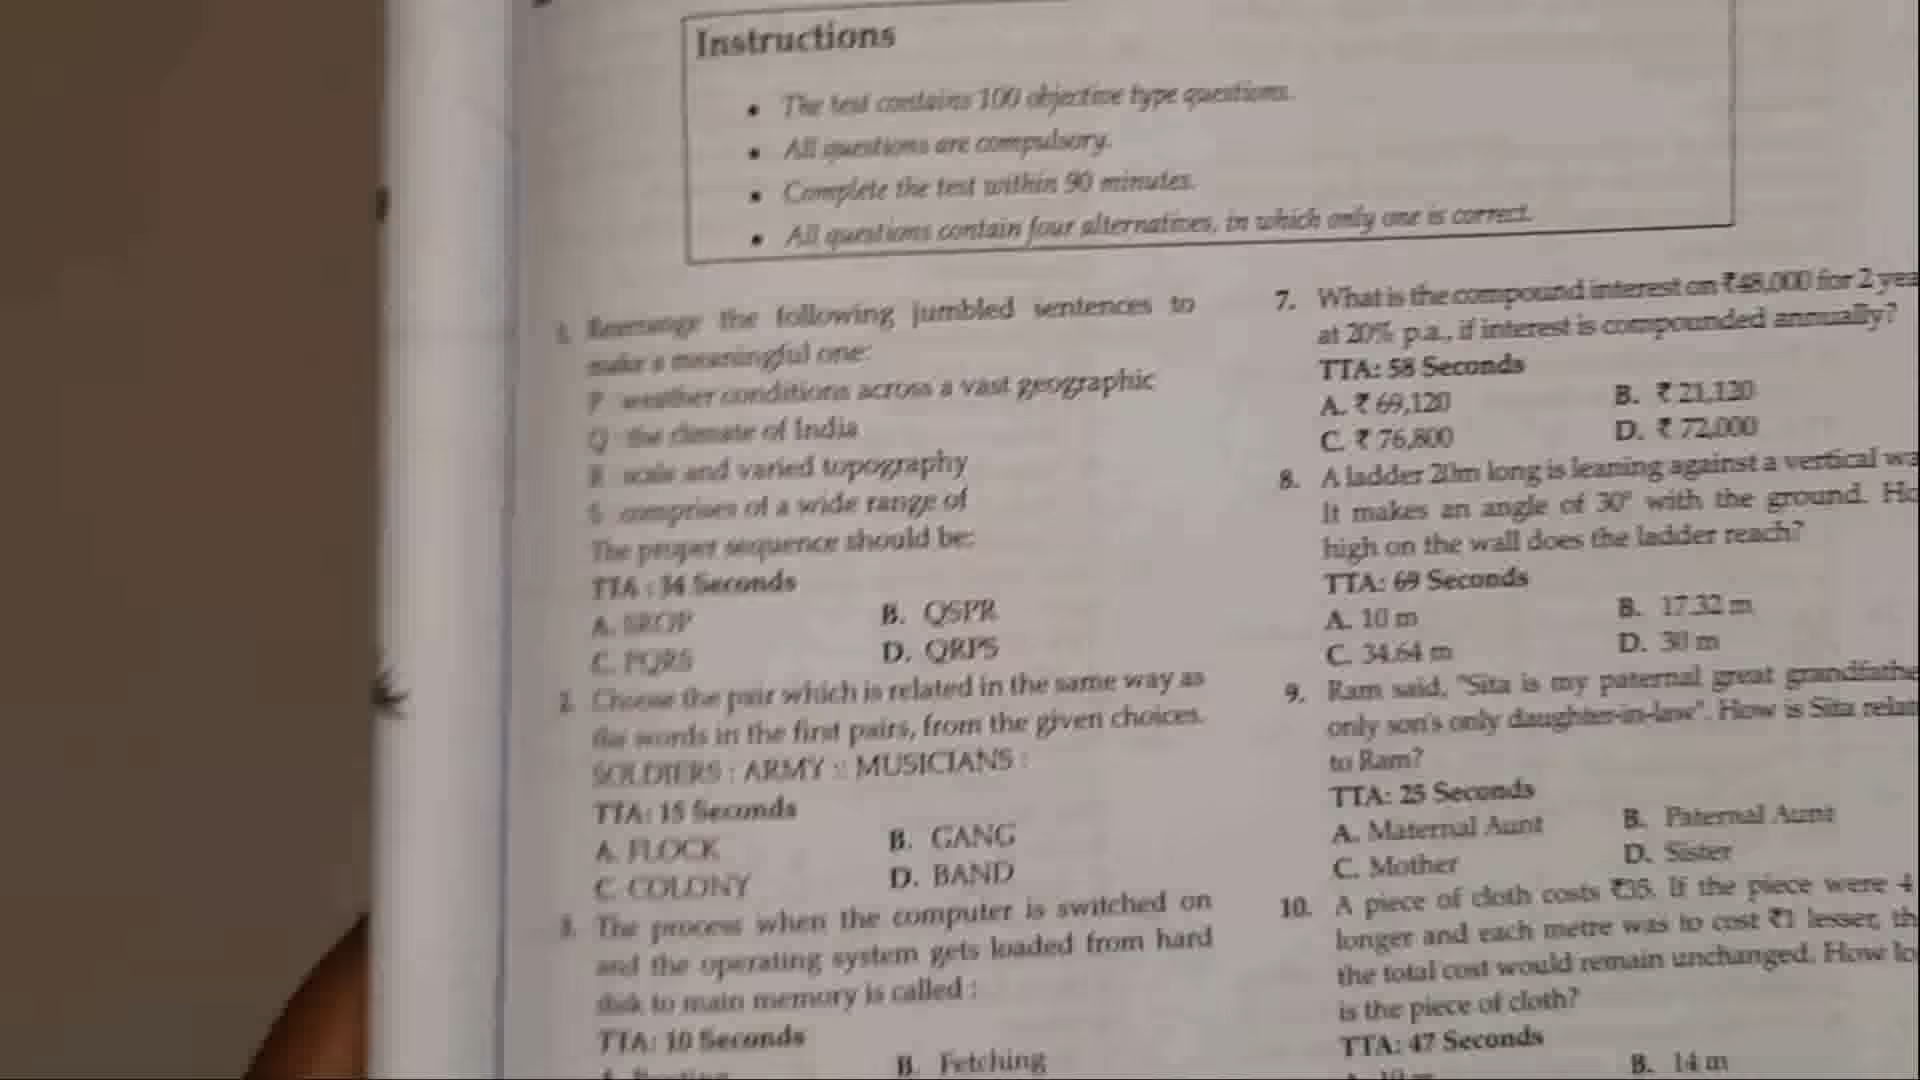 Instructions
• The test contains 100 objective type questions.
• All questions are compulsory.
• Complete the test within 90 minutes.
• All questions contain four alternatives, in which only one is correct.
1. Rearrange the following jumbled sentences to
make a meaningful one:
P weather conditions across a vast geographic
Q the climate of India
R scale and varied topography
S comprises of a wide range of
The proper sequence should be:
TTA : 34 Seconds
A. SRQP B. QSPR
C. PQRS D. QRPS
2. Choose the pair which is related in the same way as
the words in the first pairs, from the given choices.
SOLDIERS : ARMY :: MUSICIANS :
TTA: 15 Seconds
A. FLOCK B. GANG
C. COLONY D. BAND
3. The process when the computer is switched on
and the operating system gets loaded from hard
disk to main memory is called :
TTA: 10 Seconds
B. Fetching
7. What is the compound interest on ₹48,000 for 2 yea
at 20% p.a., if interest is compounded annually?
TTA: 58 Seconds
A. ₹ 69,120 B. ₹ 21,120
C. ₹ 76,800 D. ₹ 72,000
8. A ladder 20m long is leaning against a vertical wa
It makes an angle of 30° with the ground. Ho
high on the wall does the ladder reach?
TTA: 69 Seconds
A. 10 m B. 17.32 m
C. 34.64 m D. 30 m
9. Ram said, "Sita is my paternal great grandfathe
only son's only daughter-in-law". How is Sita relat
to Ram?
TTA: 25 Seconds
A. Maternal Aunt B. Paternal Aunt
C. Mother D. Sister
10. A piece of cloth costs ₹35. If the piece were 4
longer and each metre was to cost ₹1 lesser, th
the total cost would remain unchanged. How lo
is the piece of cloth?
TTA: 47 Seconds
B. 14 m